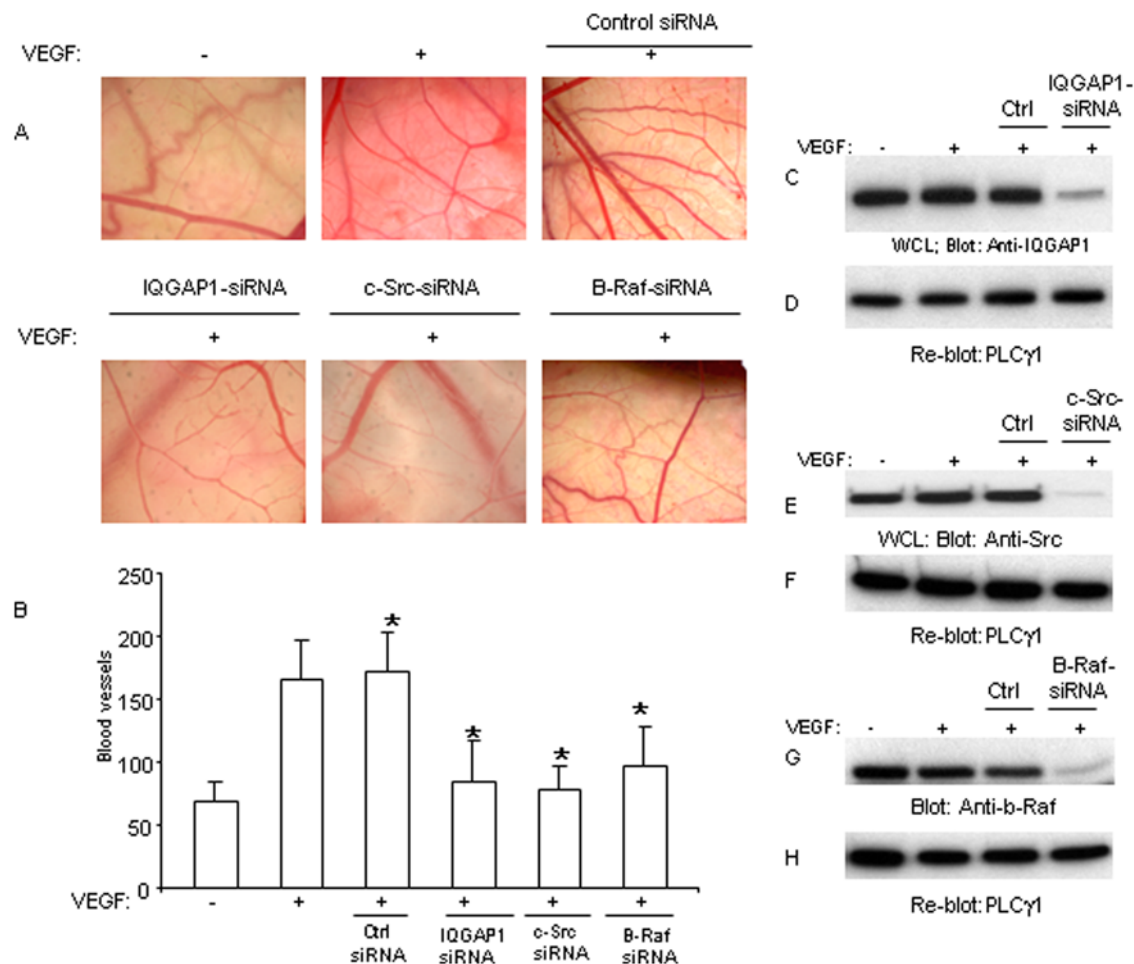 Control siRNA
VEGF: - + +
A
IQGAP1-siRNA c-Src-siRNA B-Raf-siRNA
VEGF: + + +
B
Blood vessels
250
200
150
100
50
0
* * * *
VEGF: - + + + + +
Ctrl siRNA
IQGAP1 siRNA
c-Src siRNA
B-Raf siRNA
IQGAP1-
Ctrl siRNA
VEGF: - + + +
C
WCL; Blot: Anti-IQGAP1
D
Re-blot: PLCγ1
c-Src-
Ctrl siRNA
VEGF: - + + +
E
WCL: Blot: Anti-Src
F
Re-blot: PLCγ1
B-Raf-
Ctrl siRNA
VEGF: - + + +
G
Blot: Anti-b-Raf
H
Re-blot: PLCγ1